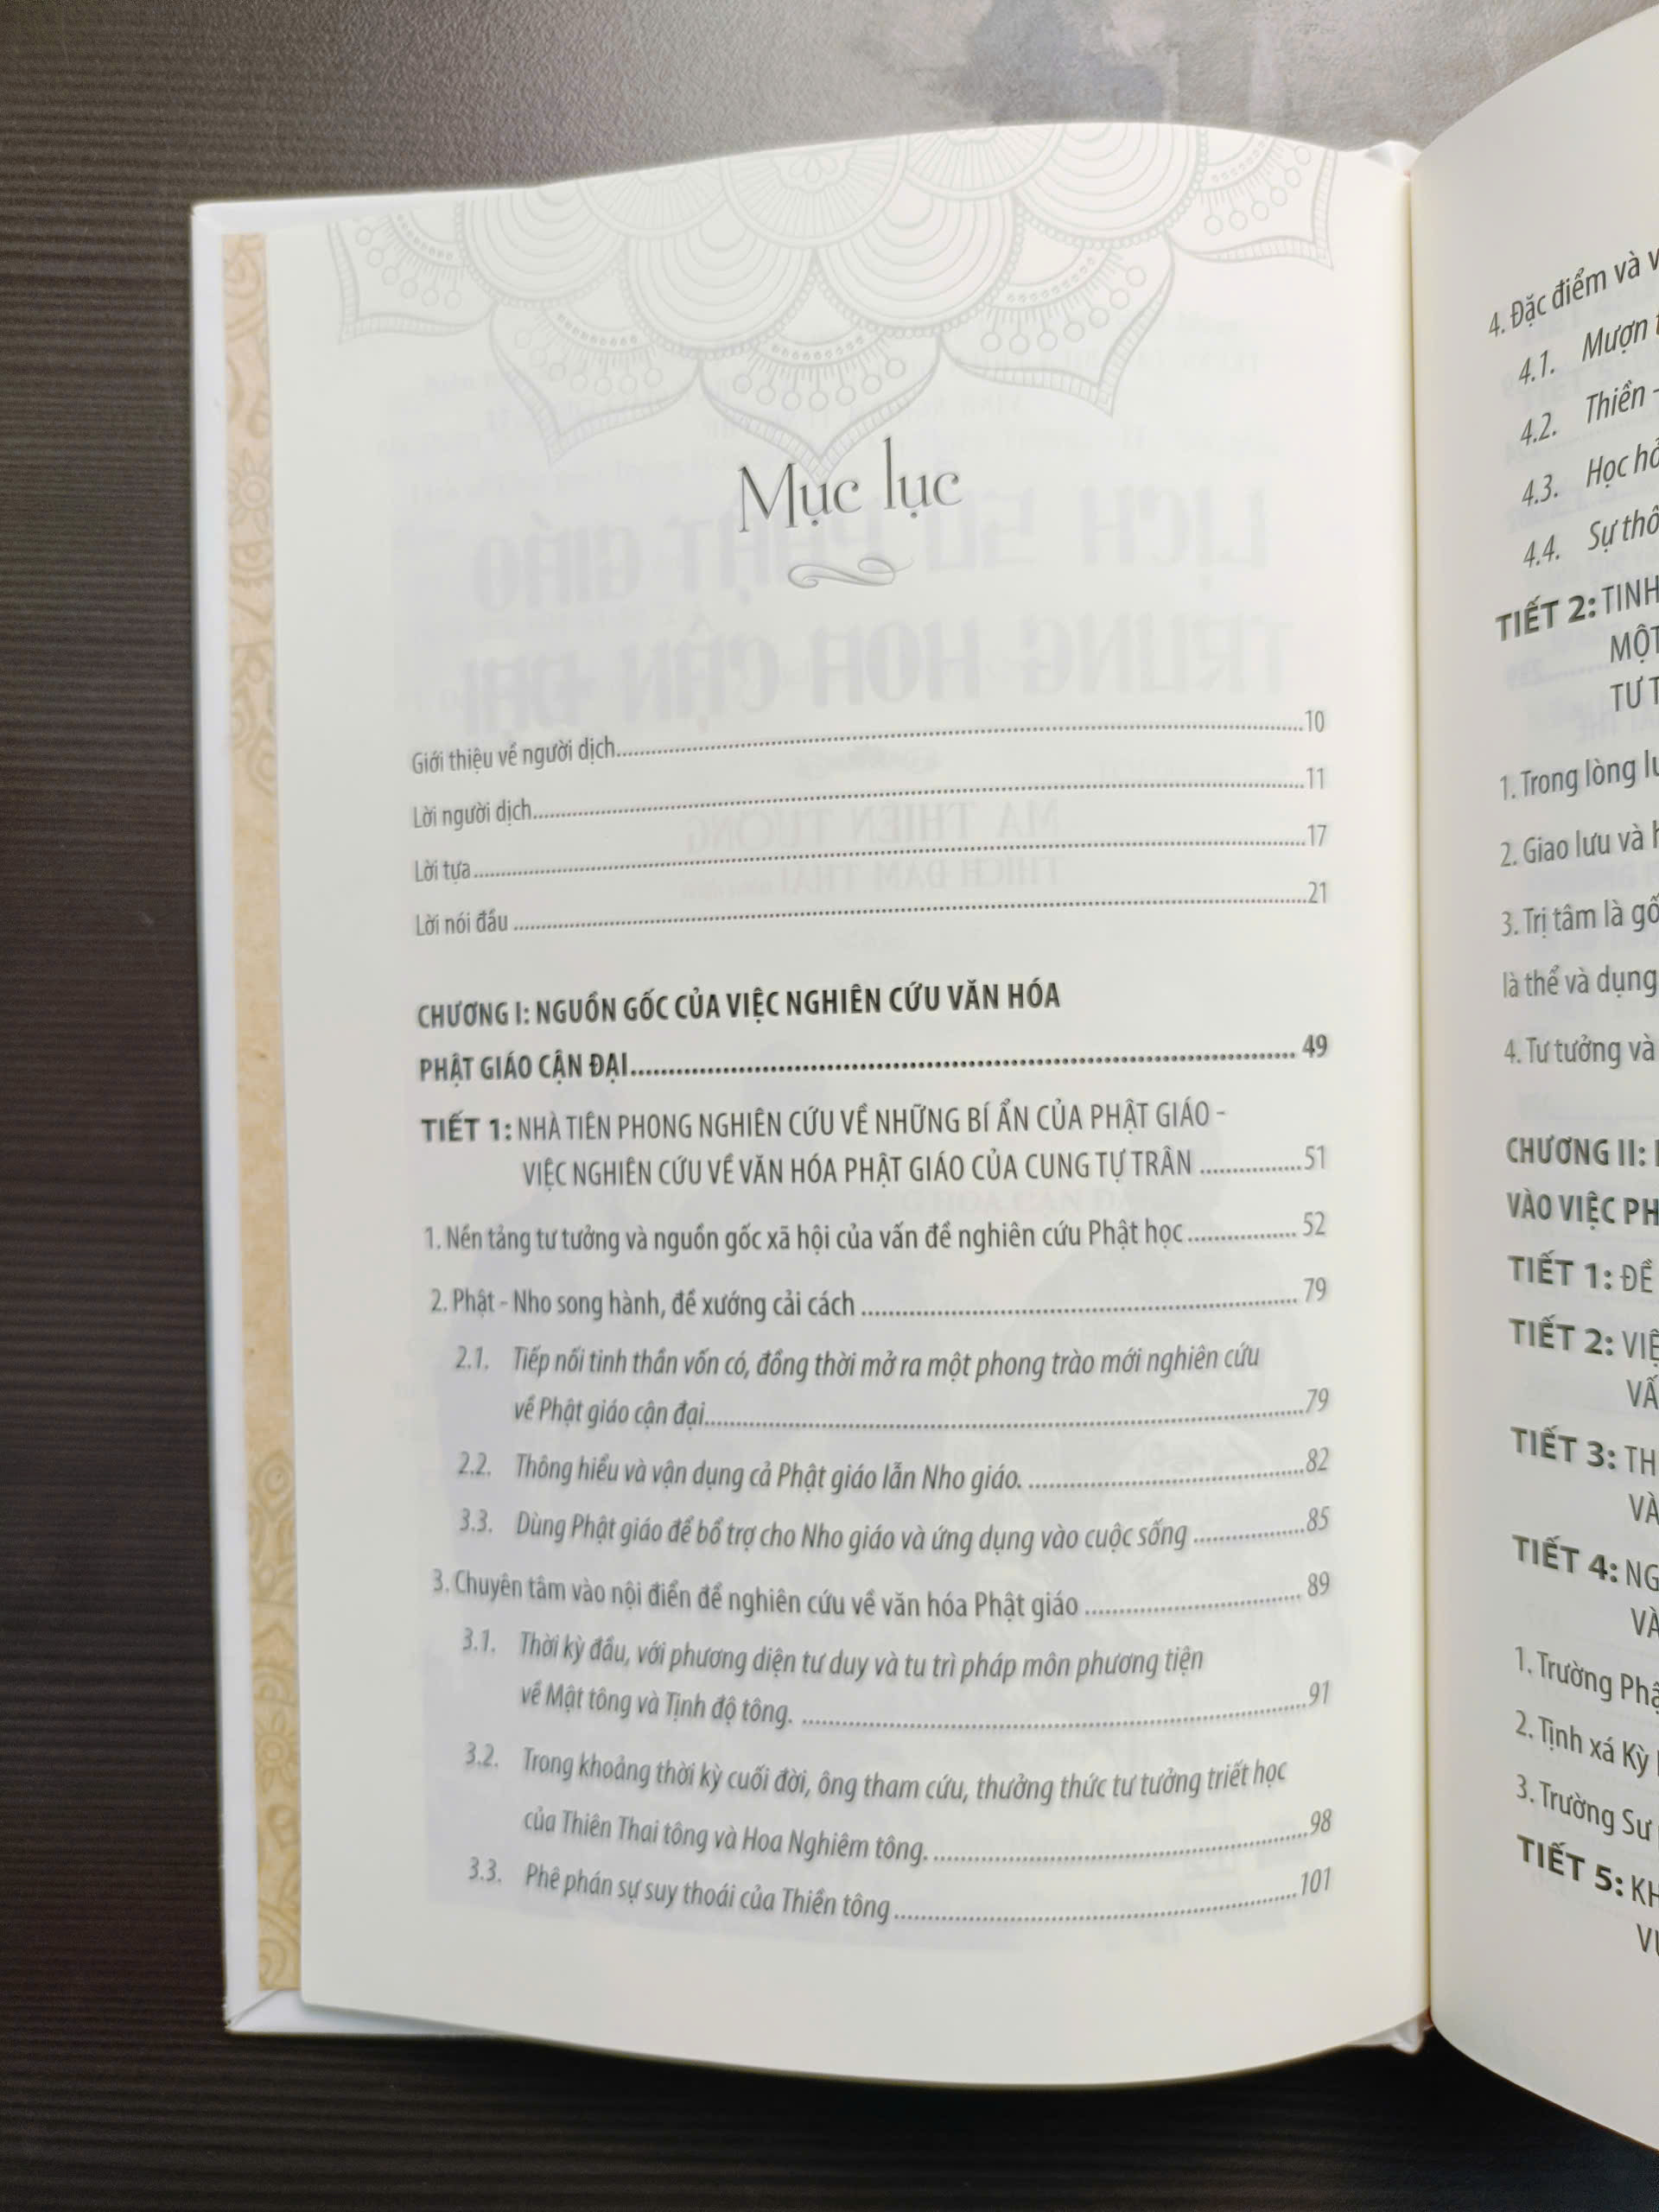 Mục lục
Giới thiệu về người dịch..........10
Lời người dịch..........11
Lời tựa..........17
Lời nói đầu..........21
CHƯƠNG I: NGUỒN GỐC CỦA VIỆC NGHIÊN CỨU VĂN HÓA
PHẬT GIÁO CẬN ĐẠI.......... 49
TIẾT 1: NHÀ TIÊN PHONG NGHIÊN CỨU VỀ NHỮNG BÍ ẨN CỦA PHẬT GIÁO -
VIỆC NGHIÊN CỨU VỀ VĂN HÓA PHẬT GIÁO CỦA CUNG TỰ TRÂN ..........51
1. Nền tảng tư tưởng và nguồn gốc xã hội của vấn đề nghiên cứu Phật học.......... 52
2. Phật - Nho song hành, đề xướng cải cách .......... 79
2.1. Tiếp nối tinh thần vốn có, đồng thời mở ra một phong trào mới nghiên cứu
về Phật giáo cận đại..........79
2.2. Thông hiểu và vận dụng cả Phật giáo lẫn Nho giáo. ..........82
3.3. Dùng Phật giáo để bổ trợ cho Nho giáo và ứng dụng vào cuộc sống ..........85
3. Chuyên tâm vào nội điển để nghiên cứu về văn hóa Phật giáo .......... 89
3.1. Thời kỳ đầu, với phương diện tư duy và tu trì pháp môn phương tiện
về Mật tông và Tịnh độ tông. ..........91
3.2. Trong khoảng thời kỳ cuối đời, ông tham cứu, thưởng thức tư tưởng triết học
của Thiên Thai tông và Hoa Nghiêm tông. ..........98
3.3. Phê phán sự suy thoái của Thiền tông ..........101
4. Đặc điểm và
4.1. Mượn
4.2. Thiền -
4.3. Học
4.4. Sự
TIẾT 2:
MỘT
TƯ
1. Trong lòng
2. Giao lưu và
3. Trị tâm là
là thể và dụng
4. Tư tưởng và
CHƯƠNG II:
VÀO VIỆC
TIẾT 1: ĐỀ
TIẾT 2:
TIẾT 3:
VÀ
TIẾT 4:
VÀ
1. Trường
2. Tịnh xá Kỳ
3. Trường Sư
TIẾT 5: